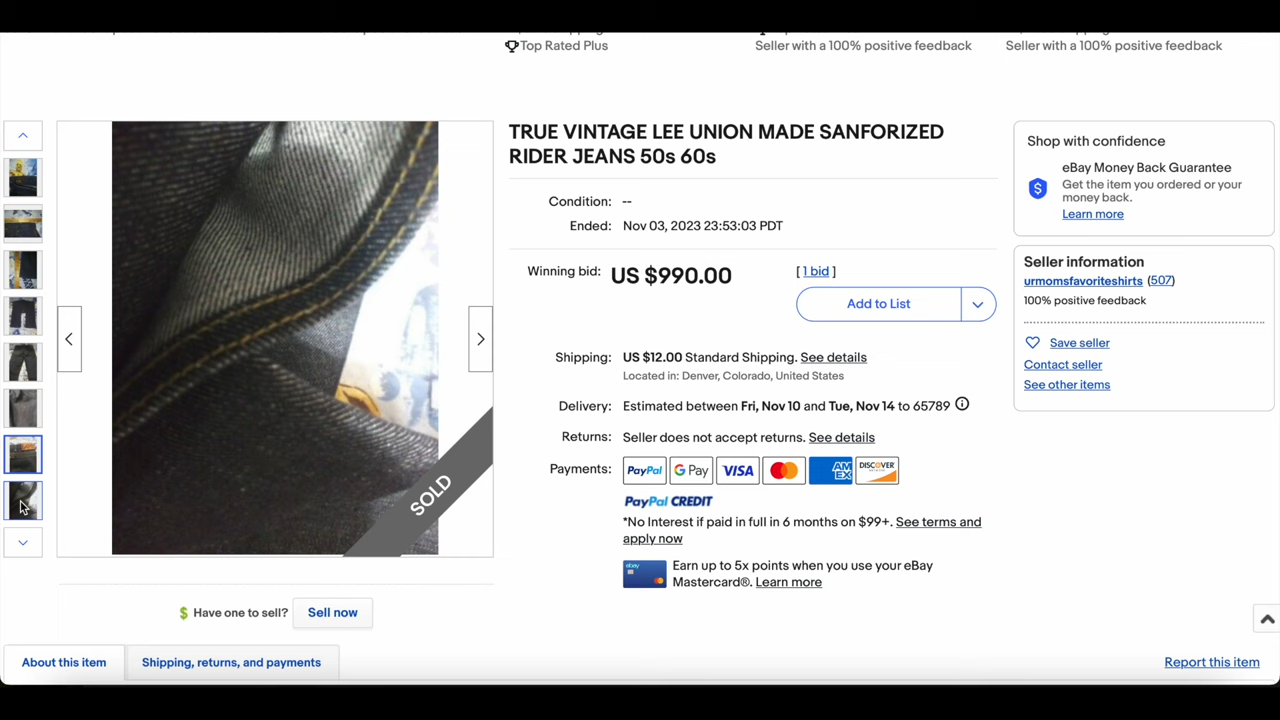 Top Rated Plus
Seller with a 100% positive feedback
Seller with a 100% positive feedback
SOLD
TRUE VINTAGE LEE UNION MADE SANFORIZED
RIDER JEANS 50s 60s
Condition: --
Ended: Nov 03, 2023 23:53:03 PDT
Winning bid: US $990.00 [ 1 bid ]
Add to List
Shipping: US $12.00 Standard Shipping. See details
Located in: Denver, Colorado, United States
Delivery: Estimated between Fri, Nov 10 and Tue, Nov 14 to 65789
Returns: Seller does not accept returns. See details
Payments: PayPal G Pay VISA AMEX DISCOVER
PayPal CREDIT
*No Interest if paid in full in 6 months on $99+. See terms and
apply now
ebay
Earn up to 5x points when you use your eBay
Mastercard®. Learn more
Shop with confidence
eBay Money Back Guarantee
Get the item you ordered or your
money back.
Learn more
Seller information
urmomsfavoriteshirts (507)
100% positive feedback
Save seller
Contact seller
See other items
Have one to sell? Sell now
About this item
Shipping, returns, and payments
Report this item